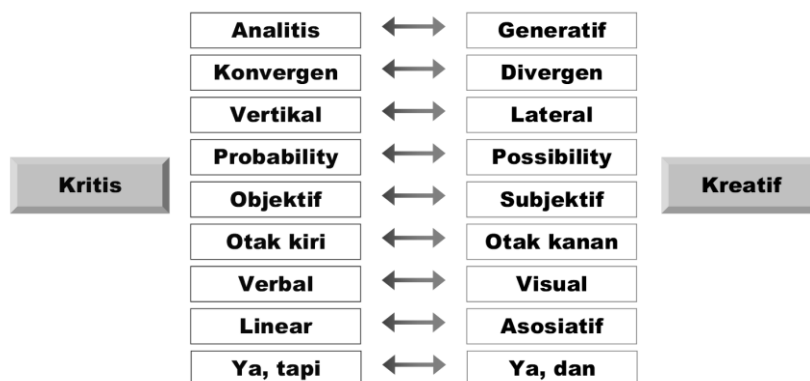 Analitis Generatif
Konvergen Divergen
Vertikal Lateral
Probability Possibility
Kritis Kreatif
Objektif Subjektif
Otak kiri Otak kanan
Verbal Visual
Linear Asosiatif
Ya, tapi Ya, dan